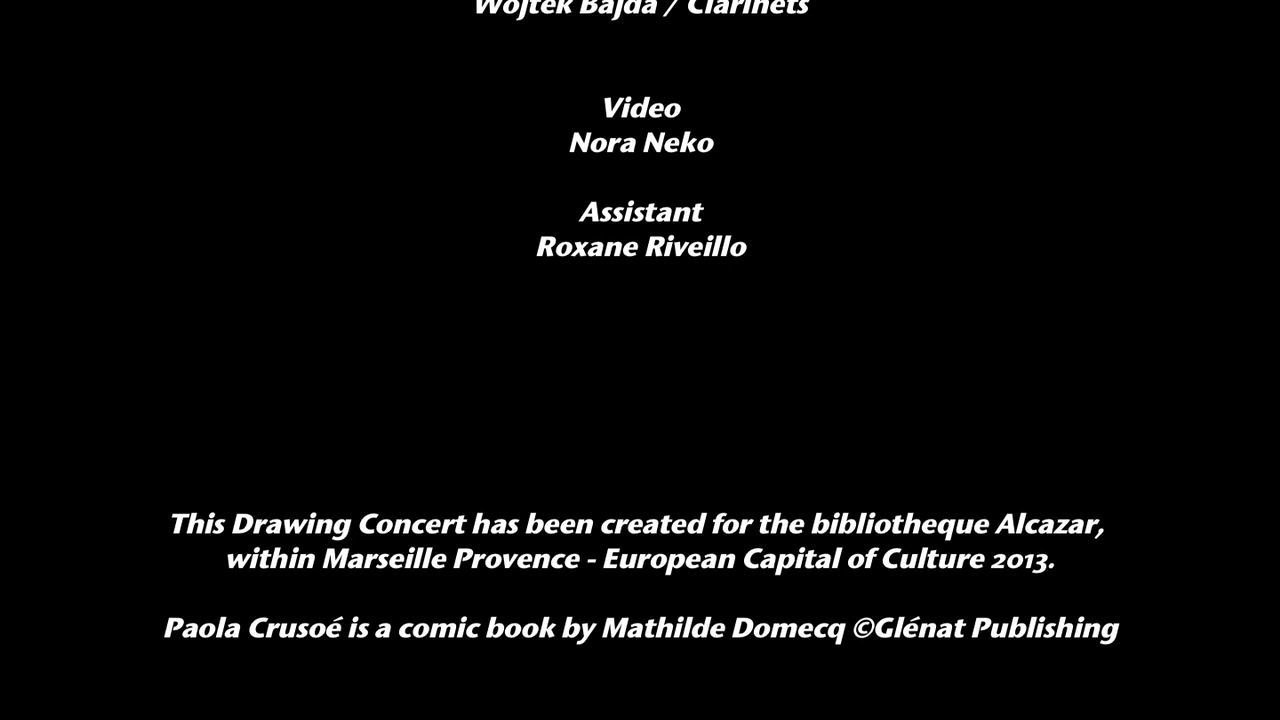 Wojtek Bajda / Clarinets
Video
Nora Neko
Assistant
Roxane Riveillo
This Drawing Concert has been created for the bibliotheque Alcazar,
within Marseille Provence - European Capital of Culture 2013.
Paola Crusoé is a comic book by Mathilde Domecq ©Glénat Publishing